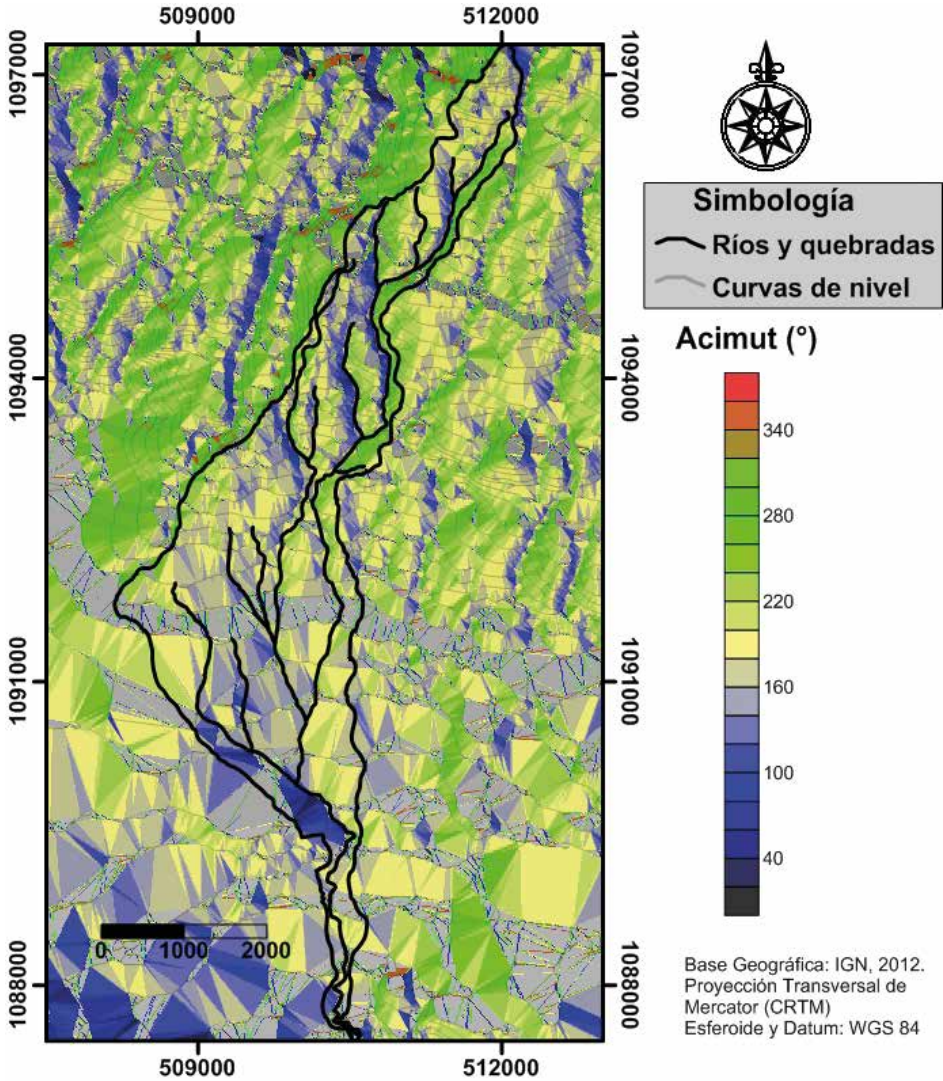 509000
512000
1097000
1097000
Simbología
Ríos y quebradas
Curvas de nivel
Acimut (°)
1094000
1094000
340
280
220
160
100
40
1091000
1091000
0
1000
2000
1088000
1088000
Base Geográfica: IGN, 2012.
Proyección Transversal de
Mercator (CRTM)
Esferoide y Datum: WGS 84
509000
512000